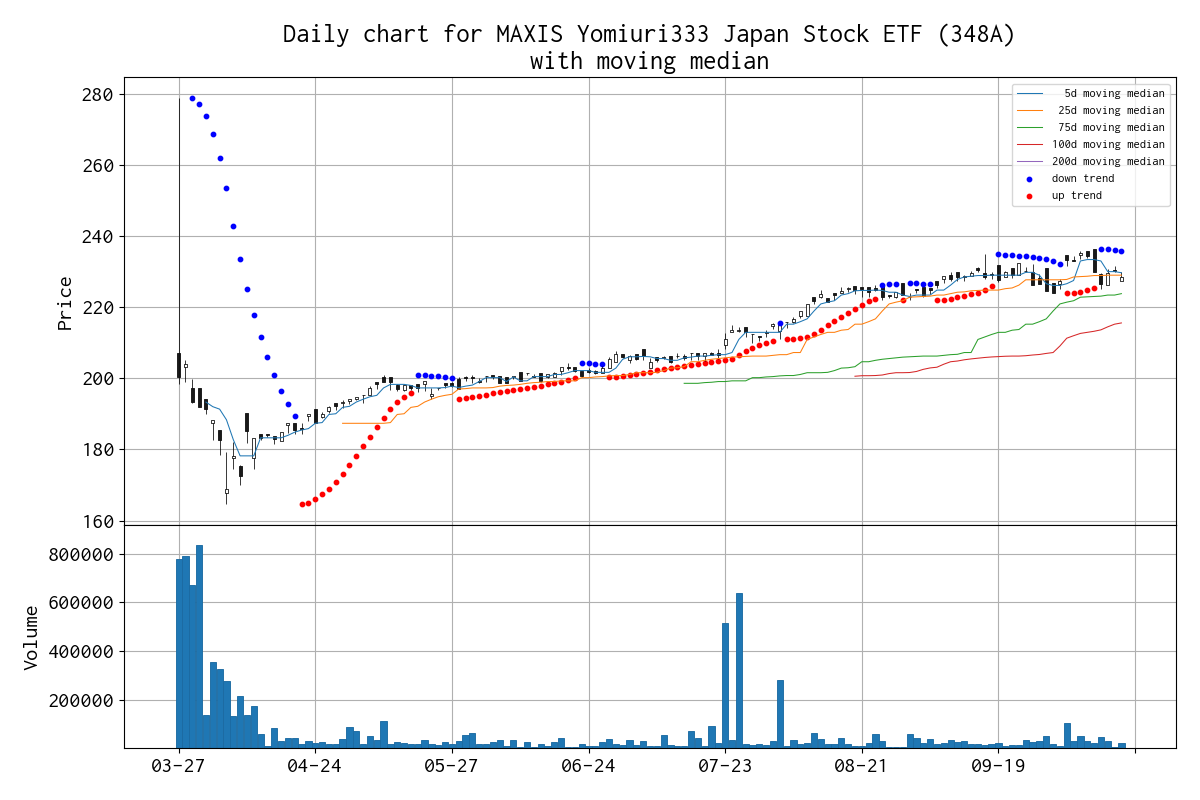 Daily chart for MAXIS Yomiuri333 Japan Stock ETF (348A)
with moving median
280
260
240
220
200
180
160
Price
5d moving median
25d moving median
75d moving median
100d moving median
200d moving median
down trend
up trend
800000
600000
400000
200000
Volume
03-27 04-24 05-27 06-24 07-23 08-21 09-19